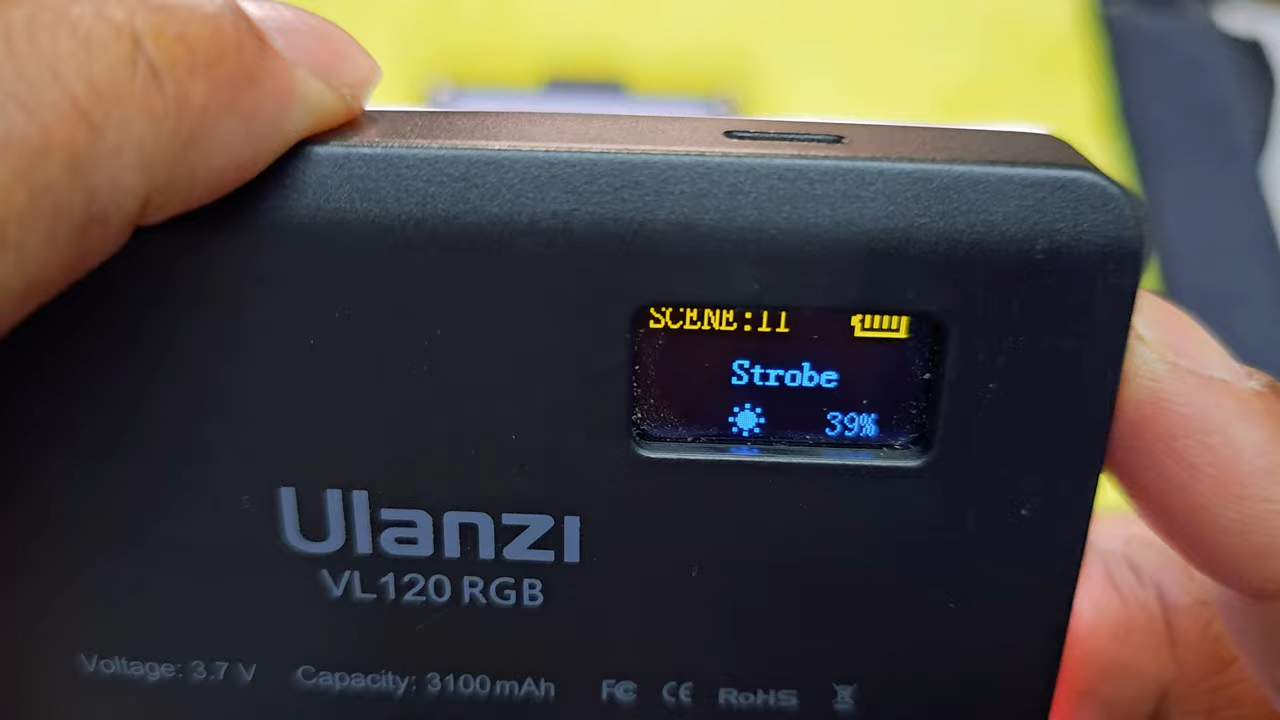 SCENE:11
Strobe
39%
Ulanzi
VL120 RGB
Voltage: 3.7 V Capacity: 3100 mAh FC CE RoHS